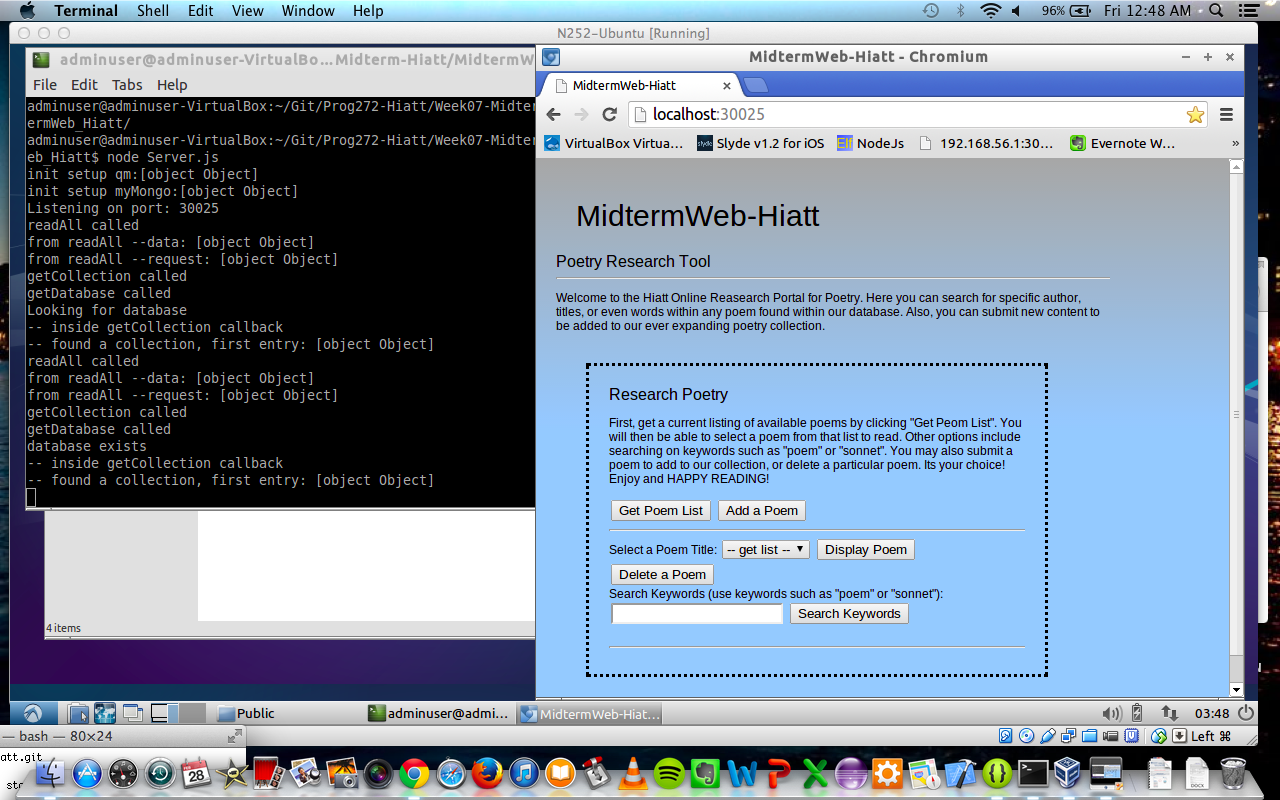 Terminal Shell Edit View Window Help 96% Fri 12:48 AM
N252-Ubuntu [Running]
adminuser@adminuser-VirtualBo...Midterm-Hiatt/MidtermW
File Edit Tabs Help
adminuser@adminuser-VirtualBox:~/Git/Prog272-Hiatt/Week07-Midte
ermWeb_Hiatt/
adminuser@adminuser-VirtualBox:~/Git/Prog272-Hiatt/Week07-Midte
eb_Hiatt$ node Server.js
init setup qm:[object Object]
init setup myMongo:[object Object]
Listening on port: 30025
readAll called
from readAll --data: [object Object]
from readAll --request: [object Object]
getCollection called
getDatabase called
Looking for database
-- inside getCollection callback
-- found a collection, first entry: [object Object]
readAll called
from readAll --data: [object Object]
from readAll --request: [object Object]
getCollection called
getDatabase called
database exists
-- inside getCollection callback
-- found a collection, first entry: [object Object]
4 items
MidtermWeb-Hiatt - Chromium
MidtermWeb-Hiatt
localhost:30025
VirtualBox Virtua... Slyde v1.2 for iOS NodeJs 192.168.56.1:30... Evernote W... »
MidtermWeb-Hiatt
Poetry Research Tool
Welcome to the Hiatt Online Reasearch Portal for Poetry. Here you can search for specific author,
titles, or even words within any poem found within our database. Also, you can submit new content to
be added to our ever expanding poetry collection.
Research Poetry
First, get a current listing of available poems by clicking "Get Peom List". You
will then be able to select a poem from that list to read. Other options include
searching on keywords such as "poem" or "sonnet". You may also submit a
poem to add to our collection, or delete a particular poem. Its your choice!
Enjoy and HAPPY READING!
Get Poem List Add a Poem
Select a Poem Title: -- get list -- Display Poem
Delete a Poem
Search Keywords (use keywords such as "poem" or "sonnet"):
Search Keywords
Public adminuser@admi... MidtermWeb-Hiat... 03:48
Left ⌘
— bash — 80×24
att.git
str
28